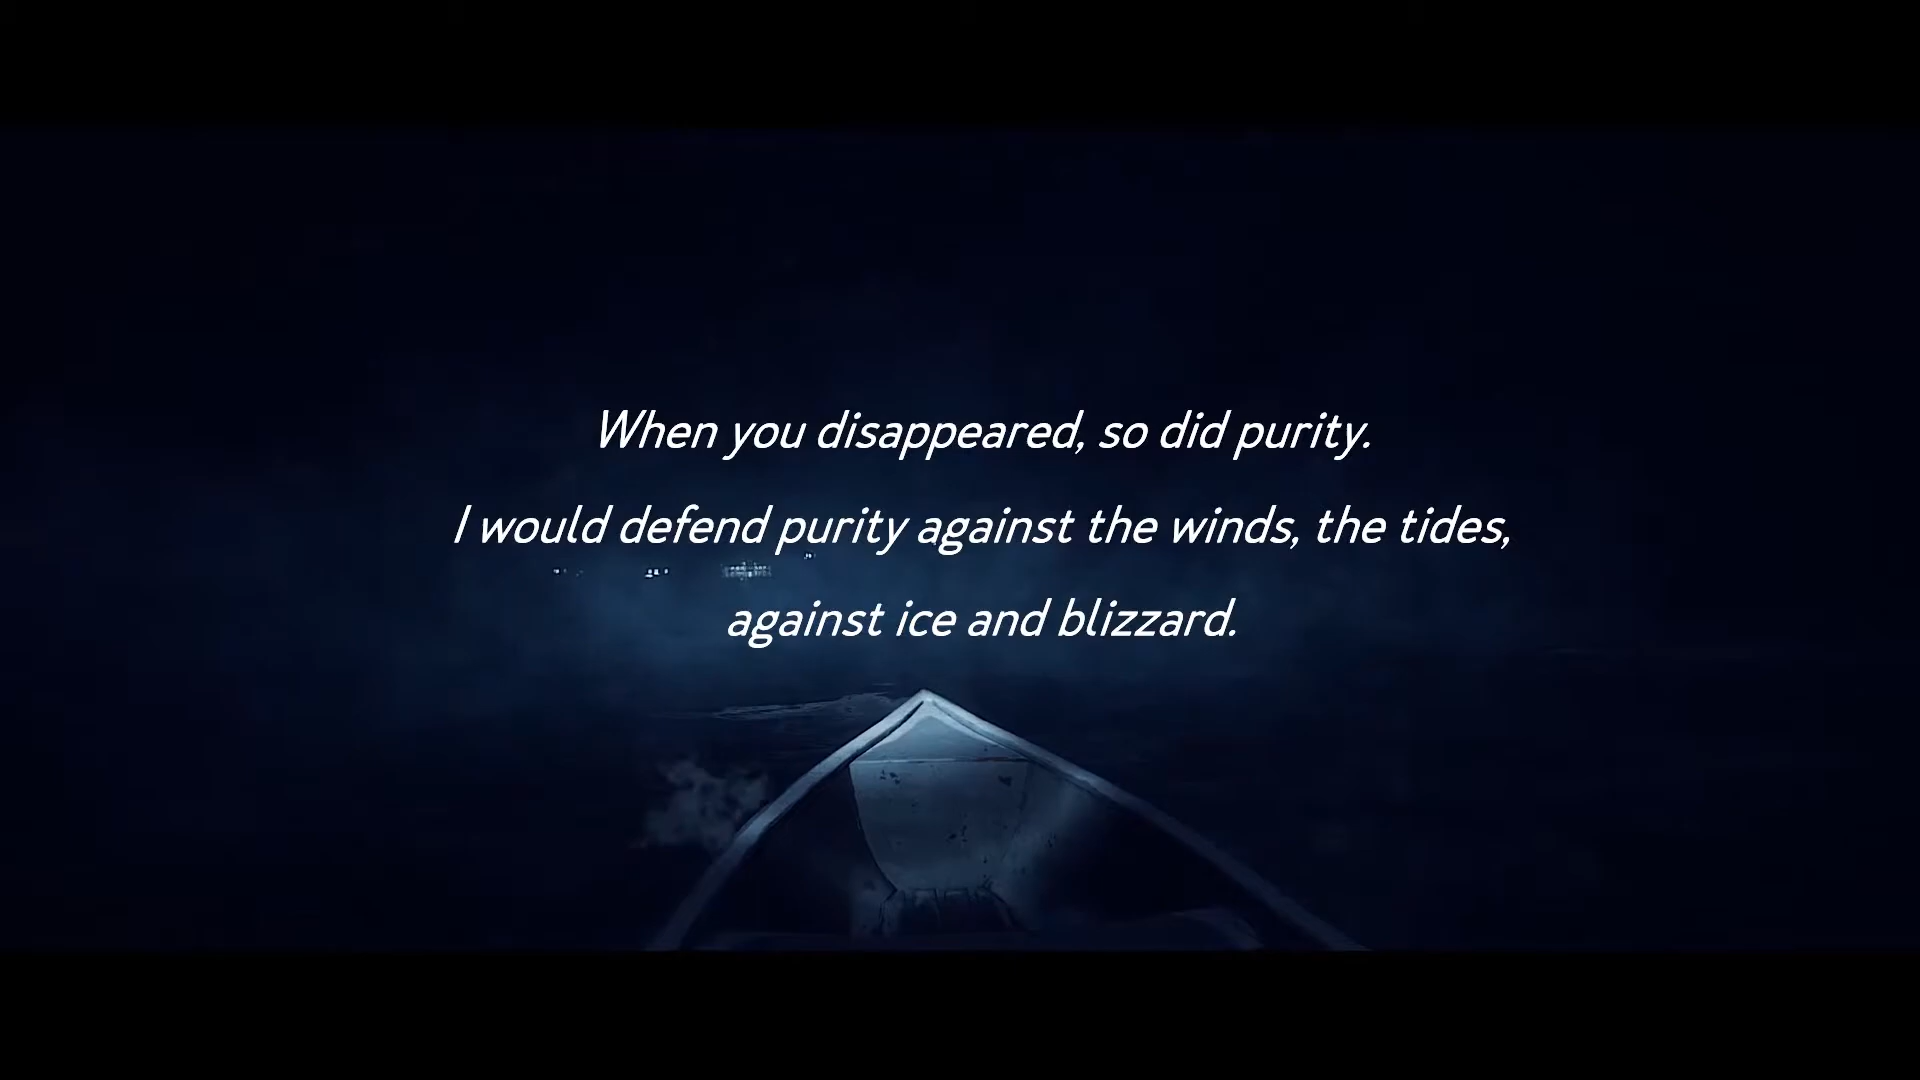 When you disappeared, so did purity.
I would defend purity against the winds, the tides,
against ice and blizzard.